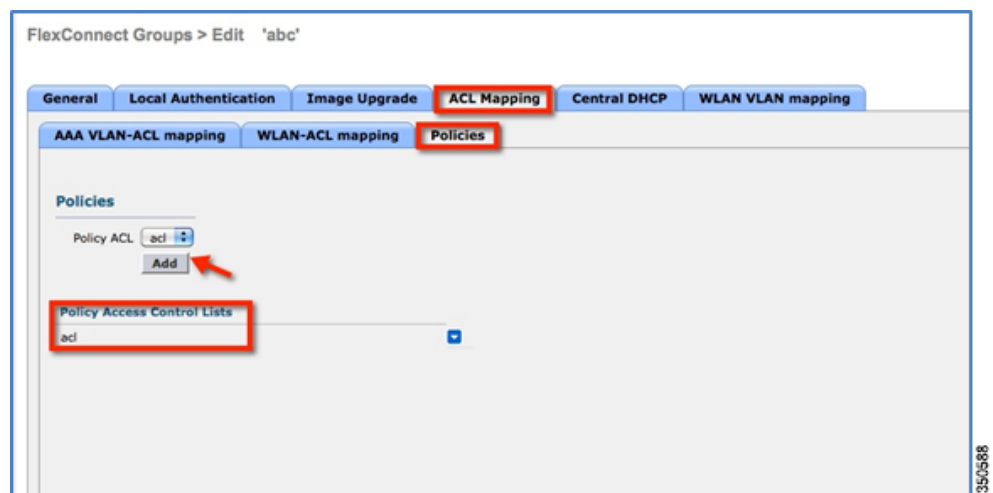 FlexConnect Groups > Edit 'abc'
General Local Authentication Image Upgrade ACL Mapping Central DHCP WLAN VLAN mapping
AAA VLAN-ACL mapping WLAN-ACL mapping Policies
Policies
Policy ACL acl
Add
Policy Access Control Lists
acl
350588